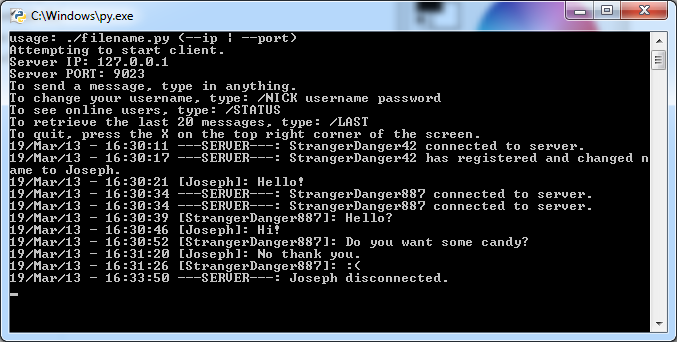 C:\Windows\py.exe
usage: ./filename.py (--ip | --port)
Attempting to start client.
Server IP: 127.0.0.1
Server PORT: 9023
To send a message, type in anything.
To change your username, type: /NICK username password
To see online users, type: /STATUS
To retrieve the last 20 messages, type: /LAST
To quit, press the X on the top right corner of the screen.
19/Mar/13 - 16:30:11 ---SERVER---: StrangerDanger42 connected to server.
19/Mar/13 - 16:30:17 ---SERVER---: StrangerDanger42 has registered and changed n
ame to Joseph.
19/Mar/13 - 16:30:21 [Joseph]: Hello!
19/Mar/13 - 16:30:34 ---SERVER---: StrangerDanger887 connected to server.
19/Mar/13 - 16:30:34 ---SERVER---: StrangerDanger887 connected to server.
19/Mar/13 - 16:30:39 [StrangerDanger887]: Hello?
19/Mar/13 - 16:30:46 [Joseph]: Hi!
19/Mar/13 - 16:30:52 [StrangerDanger887]: Do you want some candy?
19/Mar/13 - 16:31:20 [Joseph]: No thank you.
19/Mar/13 - 16:31:26 [StrangerDanger887]: :(
19/Mar/13 - 16:33:50 ---SERVER---: Joseph disconnected.